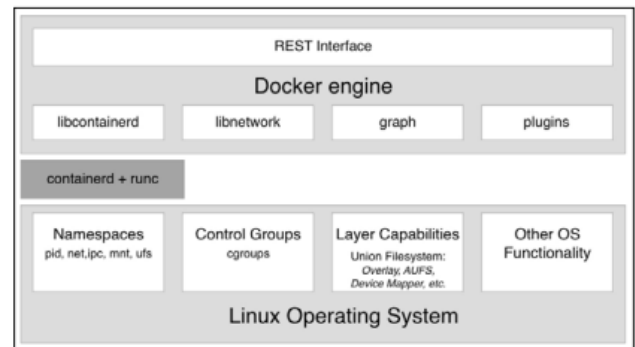 REST Interface
Docker engine
libcontainerd
libnetwork
graph
plugins
containerd + runc
Namespaces
pid, net,ipc, mnt, ufs
Control Groups
cgroups
Layer Capabilities
Union Filesystem:
Overlay, AUFS,
Device Mapper, etc.
Other OS
Functionality
Linux Operating System